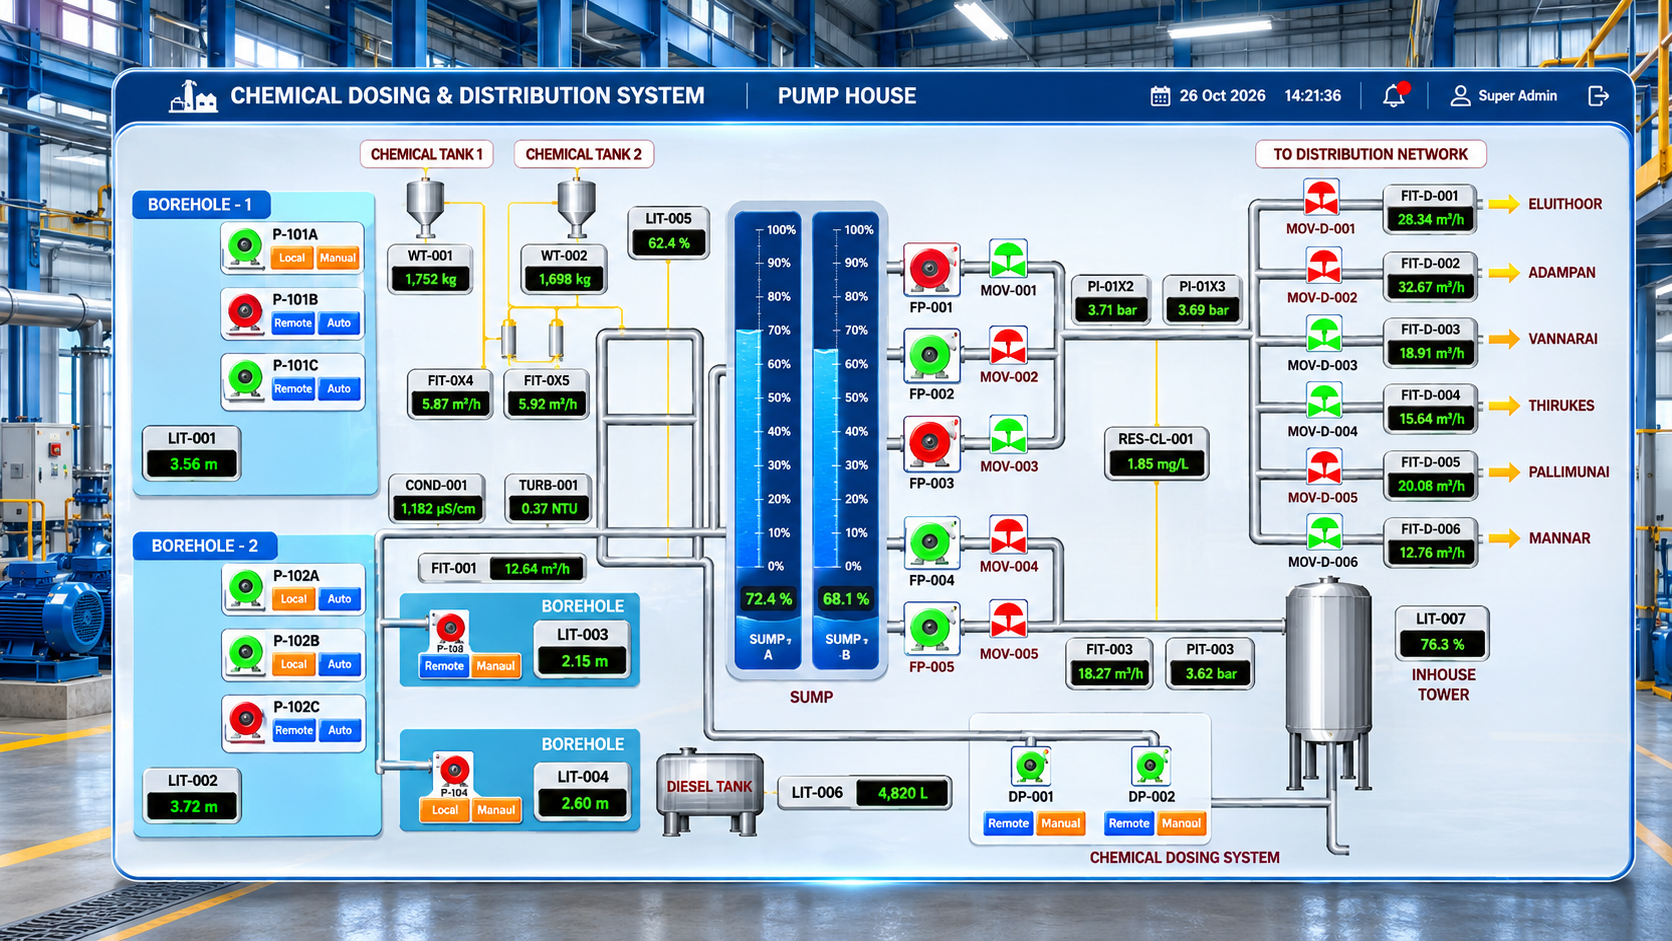 CHEMICAL DOSING & DISTRIBUTION SYSTEM
PUMP HOUSE
26 Oct 2026
14:21:36
Super Admin
CHEMICAL TANK 1
CHEMICAL TANK 2
TO DISTRIBUTION NETWORK
BOREHOLE - 1
P-101A
Local
Manual
P-101B
Remote
Auto
P-101C
Remote
Auto
LIT-001
3.56 m
WT-001
1,752 kg
WT-002
1,698 kg
LIT-005
62.4 %
FIT-0X4
5.87 m³/h
FIT-0X5
5.92 m³/h
COND-001
1,182 µS/cm
TURB-001
0.37 NTU
FIT-001
12.64 m³/h
BOREHOLE - 2
P-102A
Local
Auto
P-102B
Local
Auto
P-102C
Remote
Auto
LIT-002
3.72 m
BOREHOLE
Remote
Manaul
LIT-003
2.15 m
BOREHOLE
P-104
Local
Manaul
LIT-004
2.60 m
DIESEL TANK
LIT-006
4,820 L
100%
90%
80%
70%
60%
50%
40%
30%
20%
10%
0%
72.4 %
SUMP
A
100%
90%
80%
70%
60%
50%
40%
30%
20%
10%
0%
68.1 %
SUMP
B
SUMP
FP-001
MOV-001
FP-002
MOV-002
FP-003
MOV-003
FP-004
MOV-004
FP-005
MOV-005
PI-01X2
3.71 bar
PI-01X3
3.69 bar
RES-CL-001
1.85 mg/L
FIT-003
18.27 m³/h
PIT-003
3.62 bar
MOV-D-001
FIT-D-001
28.34 m³/h
ELUITHOOR
MOV-D-002
FIT-D-002
32.67 m³/h
ADAMPAN
MOV-D-003
FIT-D-003
18.91 m³/h
VANNARAI
MOV-D-004
FIT-D-004
15.64 m³/h
THIRUKES
MOV-D-005
FIT-D-005
20.08 m³/h
PALLIMUNAI
MOV-D-006
FIT-D-006
12.76 m³/h
MANNAR
LIT-007
76.3 %
INHOUSE
TOWER
DP-001
Remote
Manual
DP-002
Remote
CHEMICAL DOSING SYSTEM